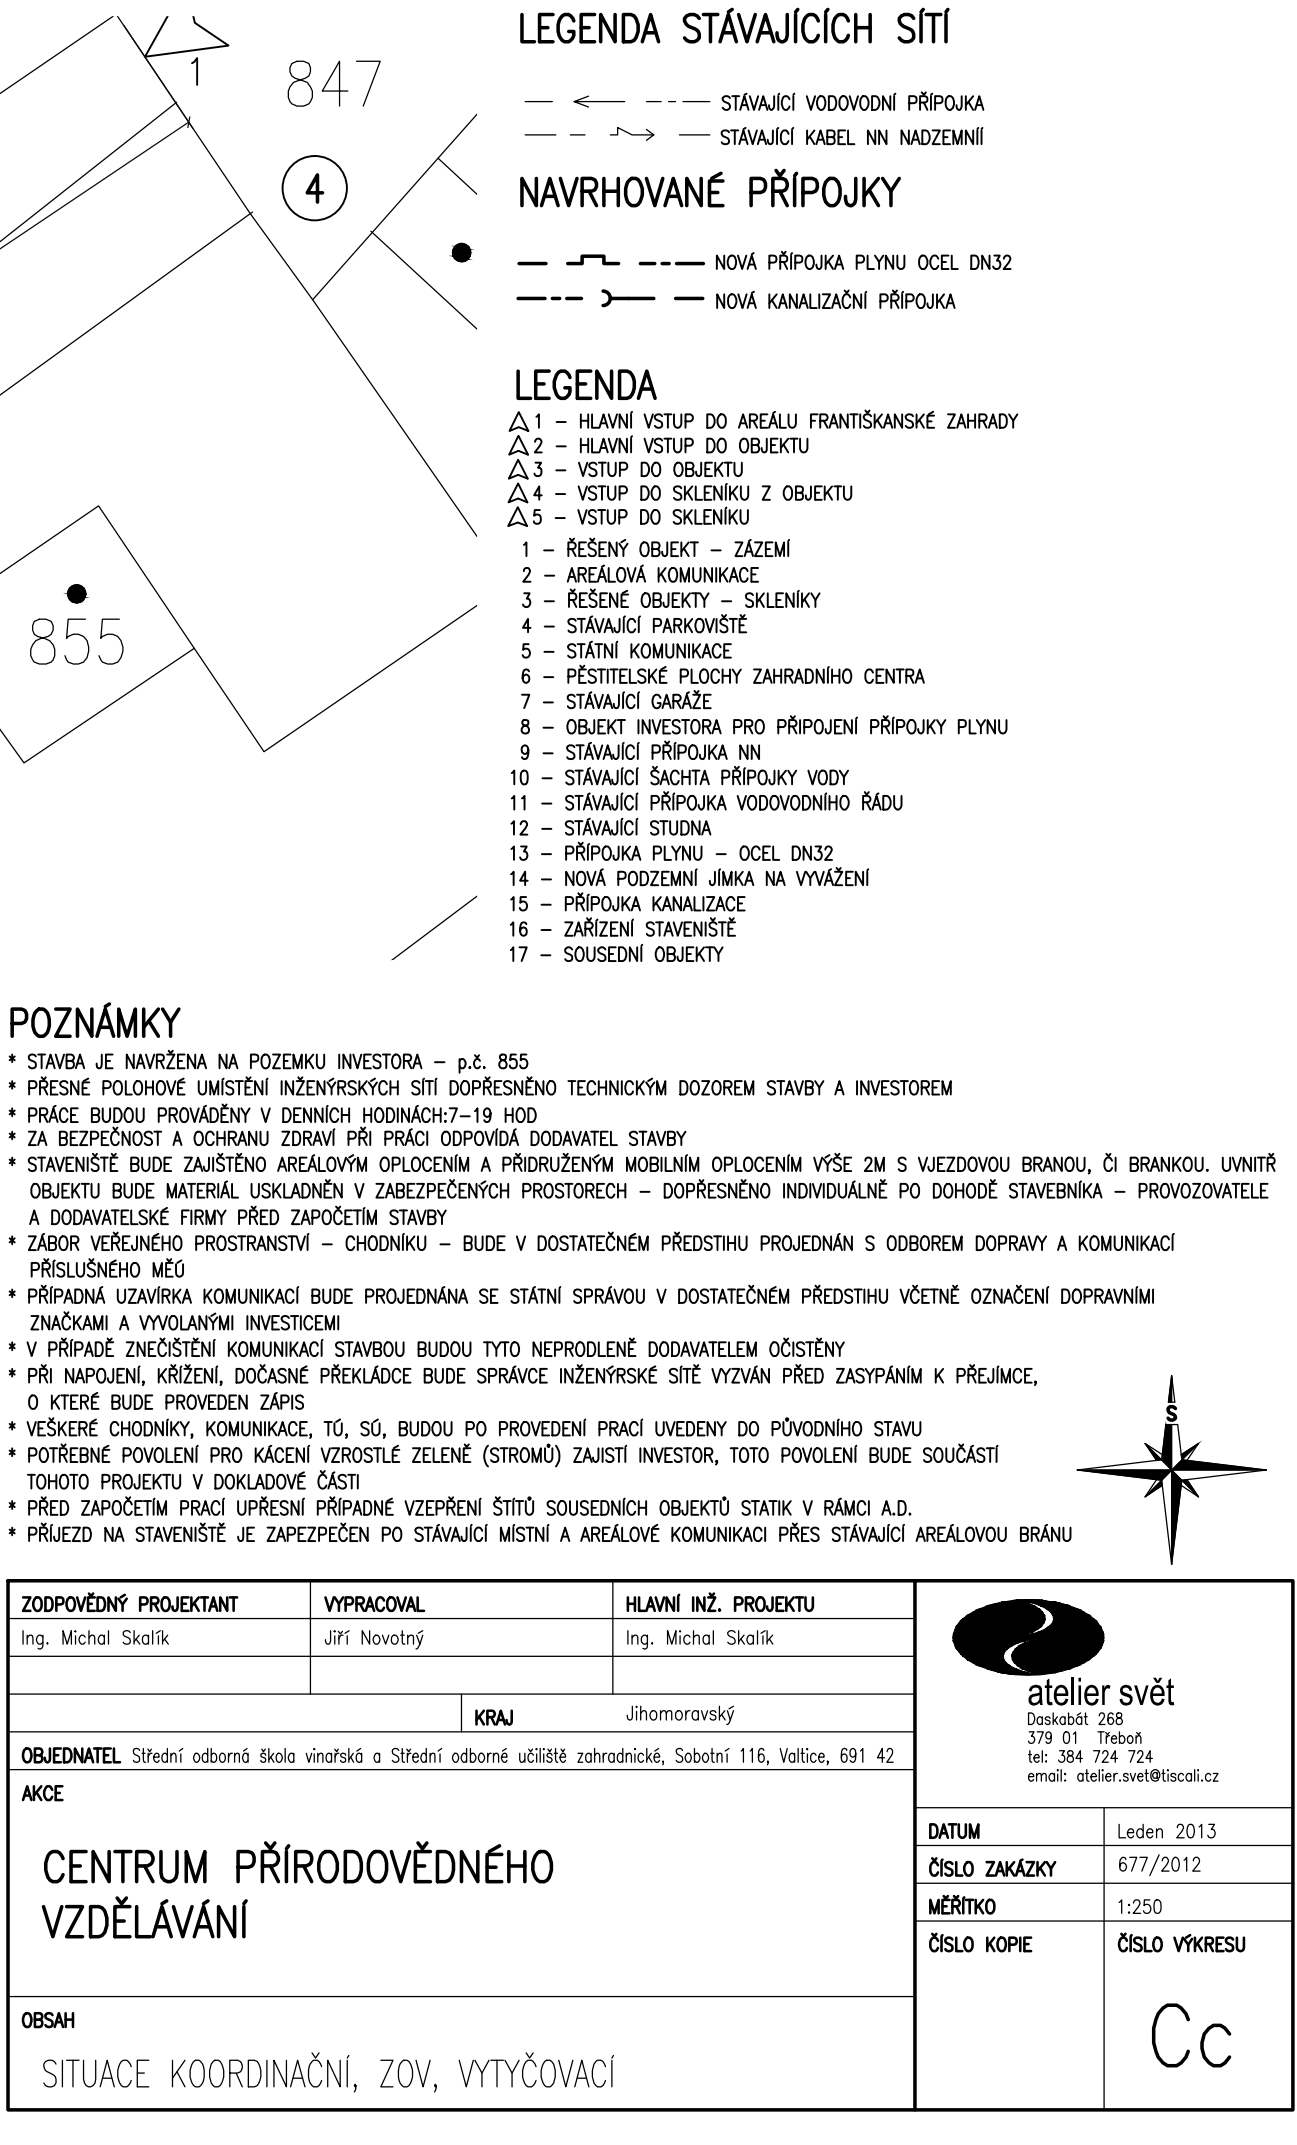 1
847
4
855
LEGENDA STÁVAJÍCÍCH SÍTÍ
STÁVAJÍCÍ VODOVODNÍ PŘÍPOJKA
STÁVAJÍCÍ KABEL NN NADZEMNÍÍ
NAVRHOVANÉ PŘÍPOJKY
NOVÁ PŘÍPOJKA PLYNU OCEL DN32
NOVÁ KANALIZAČNÍ PŘÍPOJKA
LEGENDA
1 – HLAVNÍ VSTUP DO AREÁLU FRANTIŠKANSKÉ ZAHRADY
2 – HLAVNÍ VSTUP DO OBJEKTU
3 – VSTUP DO OBJEKTU
4 – VSTUP DO SKLENÍKU Z OBJEKTU
5 – VSTUP DO SKLENÍKU
1 – ŘEŠENÝ OBJEKT – ZÁZEMÍ
2 – AREÁLOVÁ KOMUNIKACE
3 – ŘEŠENÉ OBJEKTY – SKLENÍKY
4 – STÁVAJÍCÍ PARKOVIŠTĚ
5 – STÁTNÍ KOMUNIKACE
6 – PĚSTITELSKÉ PLOCHY ZAHRADNÍHO CENTRA
7 – STÁVAJÍCÍ GARÁŽE
8 – OBJEKT INVESTORA PRO PŘIPOJENÍ PŘÍPOJKY PLYNU
9 – STÁVAJÍCÍ PŘÍPOJKA NN
10 – STÁVAJÍCÍ ŠACHTA PŘÍPOJKY VODY
11 – STÁVAJÍCÍ PŘÍPOJKA VODOVODNÍHO ŘÁDU
12 – STÁVAJÍCÍ STUDNA
13 – PŘÍPOJKA PLYNU – OCEL DN32
14 – NOVÁ PODZEMNÍ JÍMKA NA VYVÁŽENÍ
15 – PŘÍPOJKA KANALIZACE
16 – ZAŘÍZENÍ STAVENIŠTĚ
17 – SOUSEDNÍ OBJEKTY
POZNÁMKY
* STAVBA JE NAVRŽENA NA POZEMKU INVESTORA – p.č. 855
* PŘESNÉ POLOHOVÉ UMÍSTĚNÍ INŽENÝRSKÝCH SÍTÍ DOPŘESNĚNO TECHNICKÝM DOZOREM STAVBY A INVESTOREM
* PRÁCE BUDOU PROVÁDĚNY V DENNÍCH HODINÁCH:7–19 HOD
* ZA BEZPEČNOST A OCHRANU ZDRAVÍ PŘI PRÁCI ODPOVÍDÁ DODAVATEL STAVBY
* STAVENIŠTĚ BUDE ZAJIŠTĚNO AREÁLOVÝM OPLOCENÍM A PŘIDRUŽENÝM MOBILNÍM OPLOCENÍM VÝŠE 2M S VJEZDOVOU BRANOU, ČI BRANKOU. UVNITŘ
OBJEKTU BUDE MATERIÁL USKLADNĚN V ZABEZPEČENÝCH PROSTORECH – DOPŘESNĚNO INDIVIDUÁLNĚ PO DOHODĚ STAVEBNÍKA – PROVOZOVATELE
A DODAVATELSKÉ FIRMY PŘED ZAPOČETÍM STAVBY
* ZÁBOR VEŘEJNÉHO PROSTRANSTVÍ – CHODNÍKU – BUDE V DOSTATEČNÉM PŘEDSTIHU PROJEDNÁN S ODBOREM DOPRAVY A KOMUNIKACÍ
PŘÍSLUŠNÉHO MĚÚ
* PŘÍPADNÁ UZAVÍRKA KOMUNIKACÍ BUDE PROJEDNÁNA SE STÁTNÍ SPRÁVOU V DOSTATEČNÉM PŘEDSTIHU VČETNĚ OZNAČENÍ DOPRAVNÍMI
ZNAČKAMI A VYVOLANÝMI INVESTICEMI
* V PŘÍPADĚ ZNEČIŠTĚNÍ KOMUNIKACÍ STAVBOU BUDOU TYTO NEPRODLENĚ DODAVATELEM OČISTĚNY
* PŘI NAPOJENÍ, KŘÍŽENÍ, DOČASNÉ PŘEKLÁDCE BUDE SPRÁVCE INŽENÝRSKÉ SÍTĚ VYZVÁN PŘED ZASYPÁNÍM K PŘEJÍMCE,
O KTERÉ BUDE PROVEDEN ZÁPIS
* VEŠKERÉ CHODNÍKY, KOMUNIKACE, TÚ, SÚ, BUDOU PO PROVEDENÍ PRACÍ UVEDENY DO PŮVODNÍHO STAVU
* POTŘEBNÉ POVOLENÍ PRO KÁCENÍ VZROSTLÉ ZELENĚ (STROMŮ) ZAJISTÍ INVESTOR, TOTO POVOLENÍ BUDE SOUČÁSTÍ
TOHOTO PROJEKTU V DOKLADOVÉ ČÁSTI
* PŘED ZAPOČETÍM PRACÍ UPŘESNÍ PŘÍPADNÉ VZEPŘENÍ ŠTÍTŮ SOUSEDNÍCH OBJEKTŮ STATIK V RÁMCI A.D.
* PŘÍJEZD NA STAVENIŠTĚ JE ZAPEZPEČEN PO STÁVAJÍCÍ MÍSTNÍ A AREÁLOVÉ KOMUNIKACI PŘES STÁVAJÍCÍ AREÁLOVOU BRÁNU
S
ZODPOVĚDNÝ PROJEKTANT VYPRACOVAL HLAVNÍ INŽ. PROJEKTU
Ing. Michal Skalík Jiří Novotný Ing. Michal Skalík
KRAJ Jihomoravský
OBJEDNATEL Střední odborná škola vinařská a Střední odborné učiliště zahradnické, Sobotní 116, Valtice, 691 42
AKCE
CENTRUM PŘÍRODOVĚDNÉHO
VZDĚLÁVÁNÍ
OBSAH
SITUACE KOORDINAČNÍ, ZOV, VYTYČOVACÍ
atelier svět
Daskabát 268
379 01 Třeboň
tel: 384 724 724
email: atelier.svet@tiscali.cz
DATUM Leden 2013
ČÍSLO ZAKÁZKY 677/2012
MĚŘÍTKO 1:250
ČÍSLO KOPIE ČÍSLO VÝKRESU
Cc